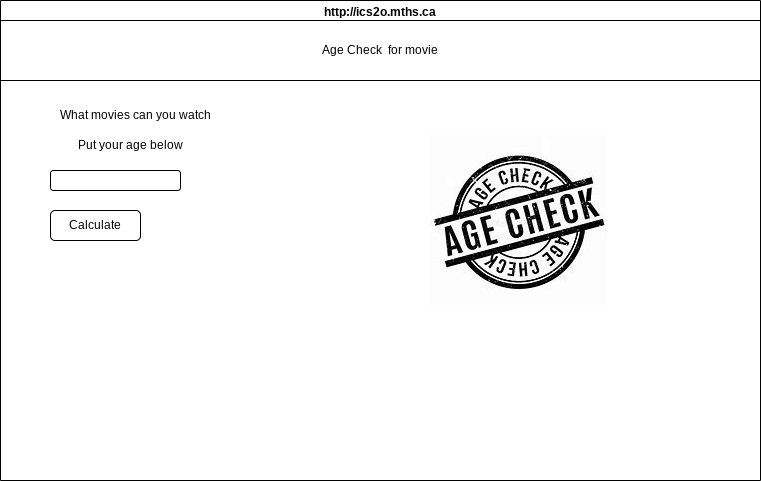 http://ics2o.mths.ca
Age Check for movie
What movies can you watch
Put your age below
Calculate
AGE CHECK
AGE CHECK
AGE CHECK